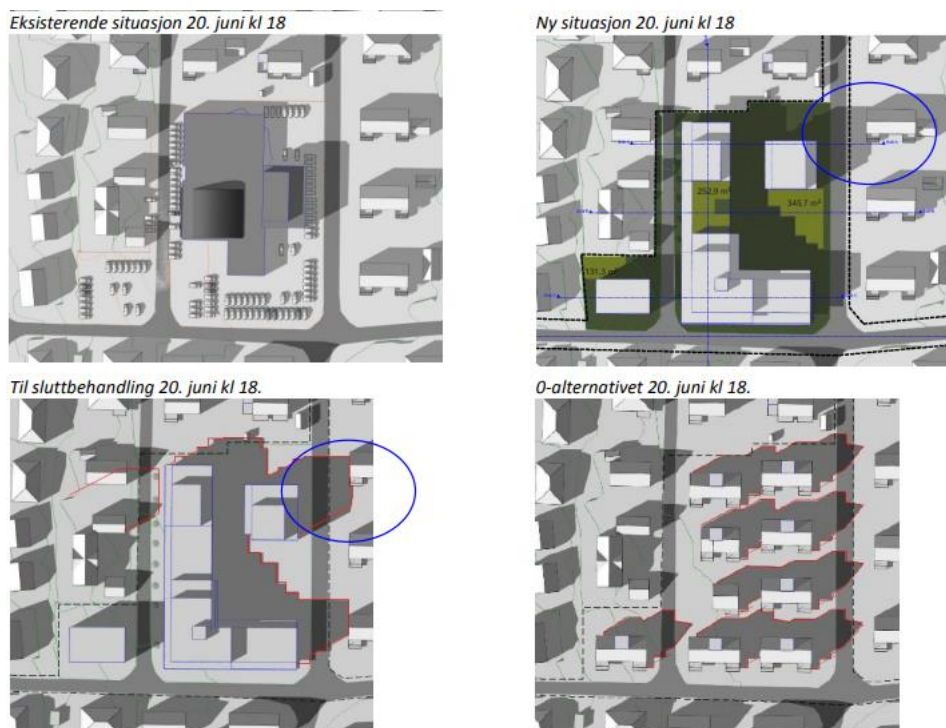 Eksisterende situasjon 20. juni kl 18
Ny situasjon 20. juni kl 18
252,9 m²
345,7 m²
131,3 m²
Til sluttbehandling 20. juni kl 18.
0-alternativet 20. juni kl 18.